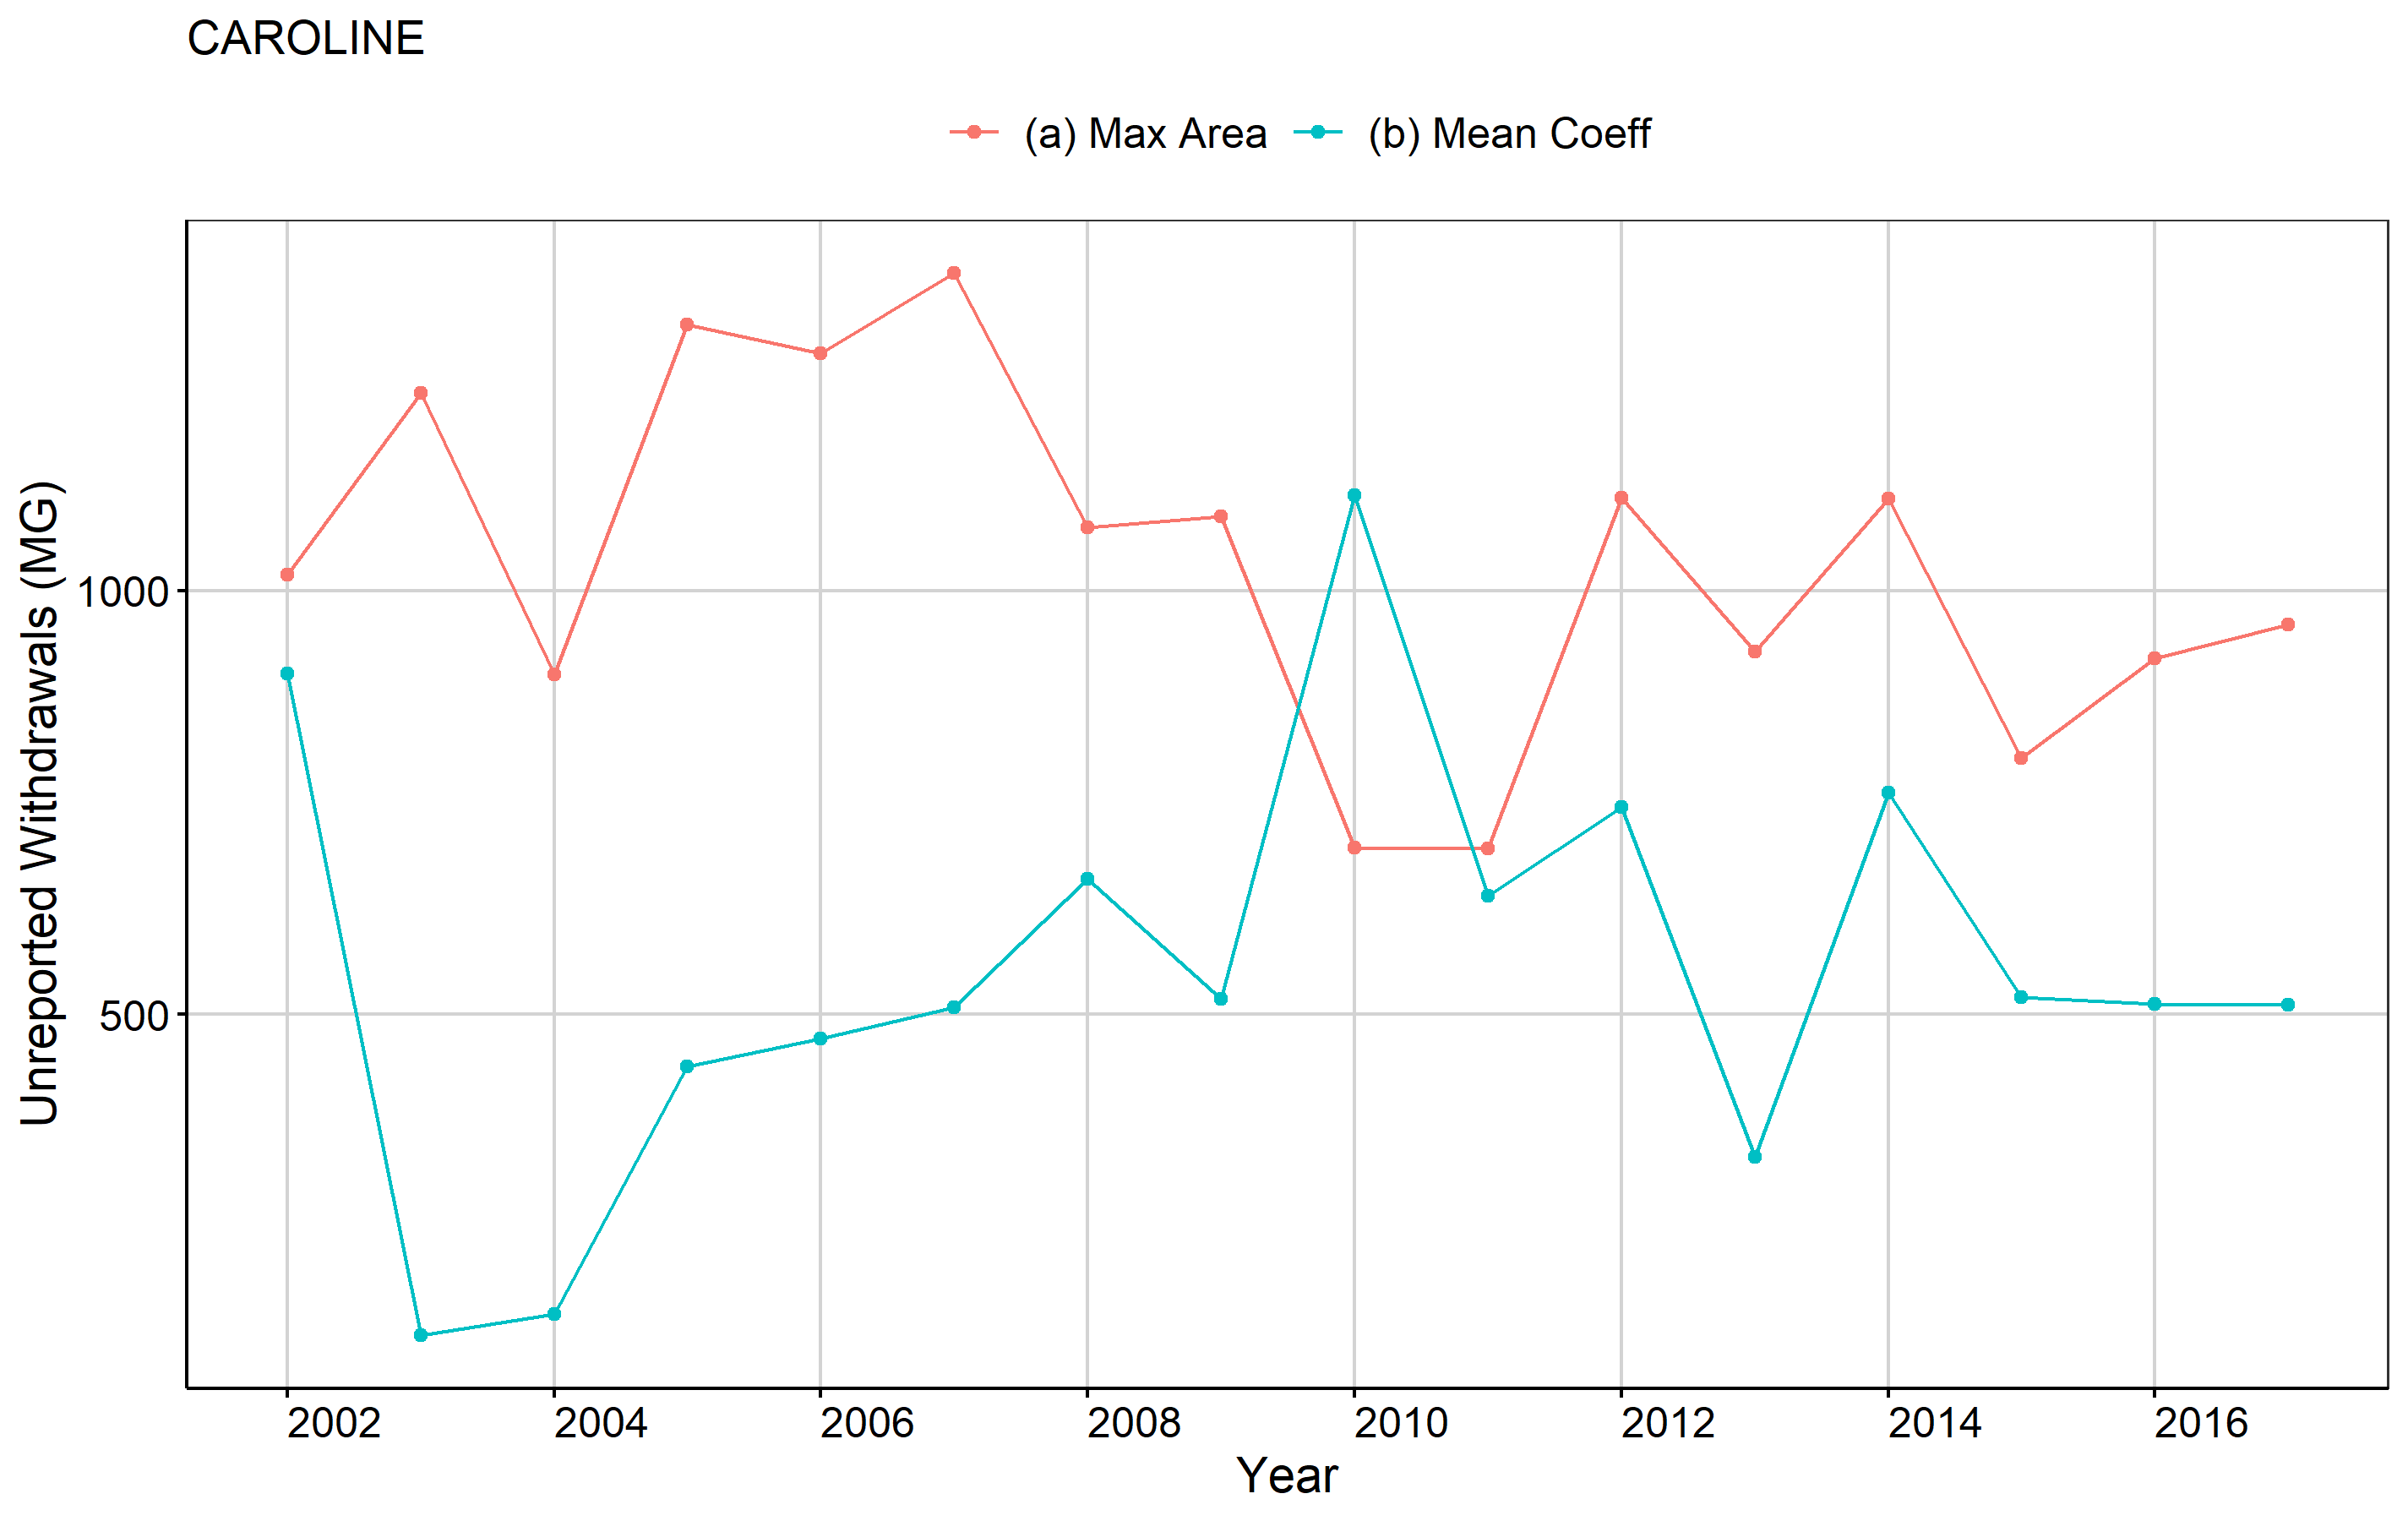 CAROLINE
(a) Max Area (b) Mean Coeff
Unreported Withdrawals (MG)
1000
500
2002 2004 2006 2008 2010 2012 2014 2016
Year